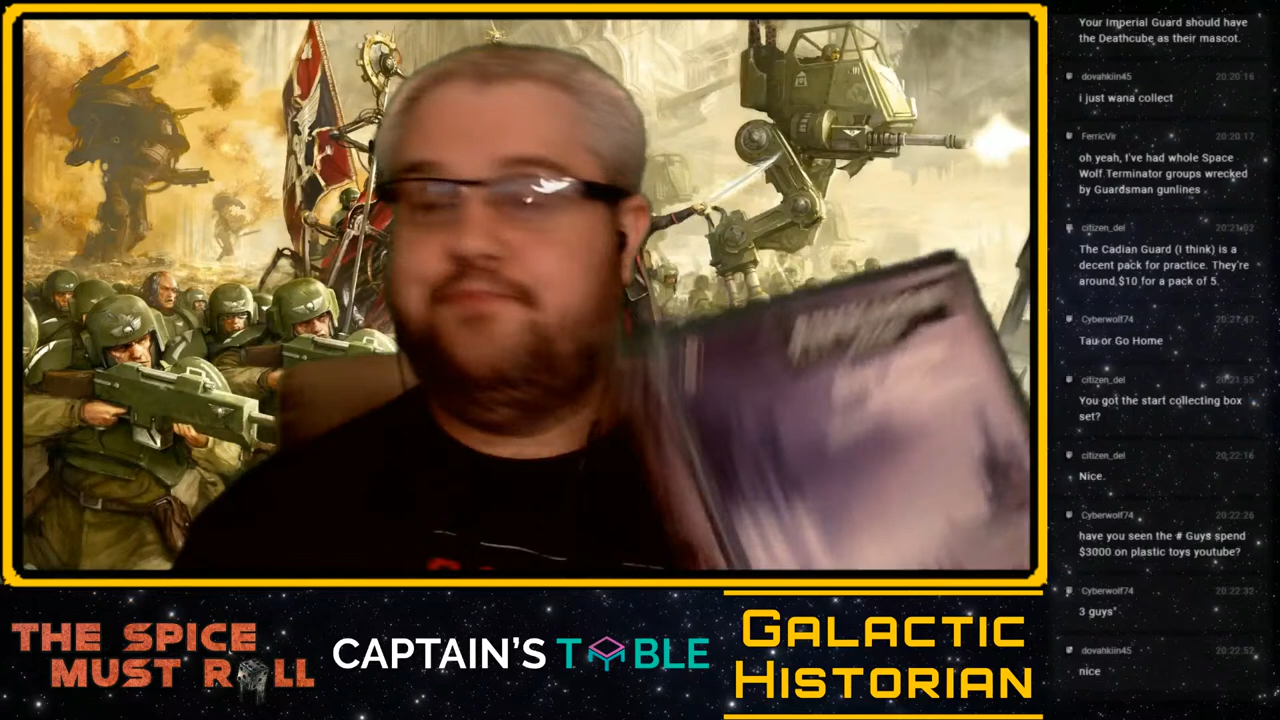 Your Imperial Guard should have
the Deathcube as their mascot.
dovahkiin45 20:20:16
i just wana collect
FerricVir 20:20:17
oh yeah, I've had whole Space
Wolf Terminator groups wrecked
by Guardsman gunlines
citizen_del 20:21:02
The Cadian Guard (I think) is a
decent pack for practice. They're
around $10 for a pack of 5.
Cyberwolf74 20:21:47
Tau or Go Home
citizen_del 20:21:55
You got the start collecting box
set?
citizen_del 20:22:16
Nice.
Cyberwolf74 20:22:26
have you seen the # Guys spend
$3000 on plastic toys youtube?
Cyberwolf74 20:22:32
3 guys"
dovahkiin45 20:22:52
nice
THE SPICE
MUST ROLL
CAPTAIN'S TABLE
GALACTIC
HISTORIAN